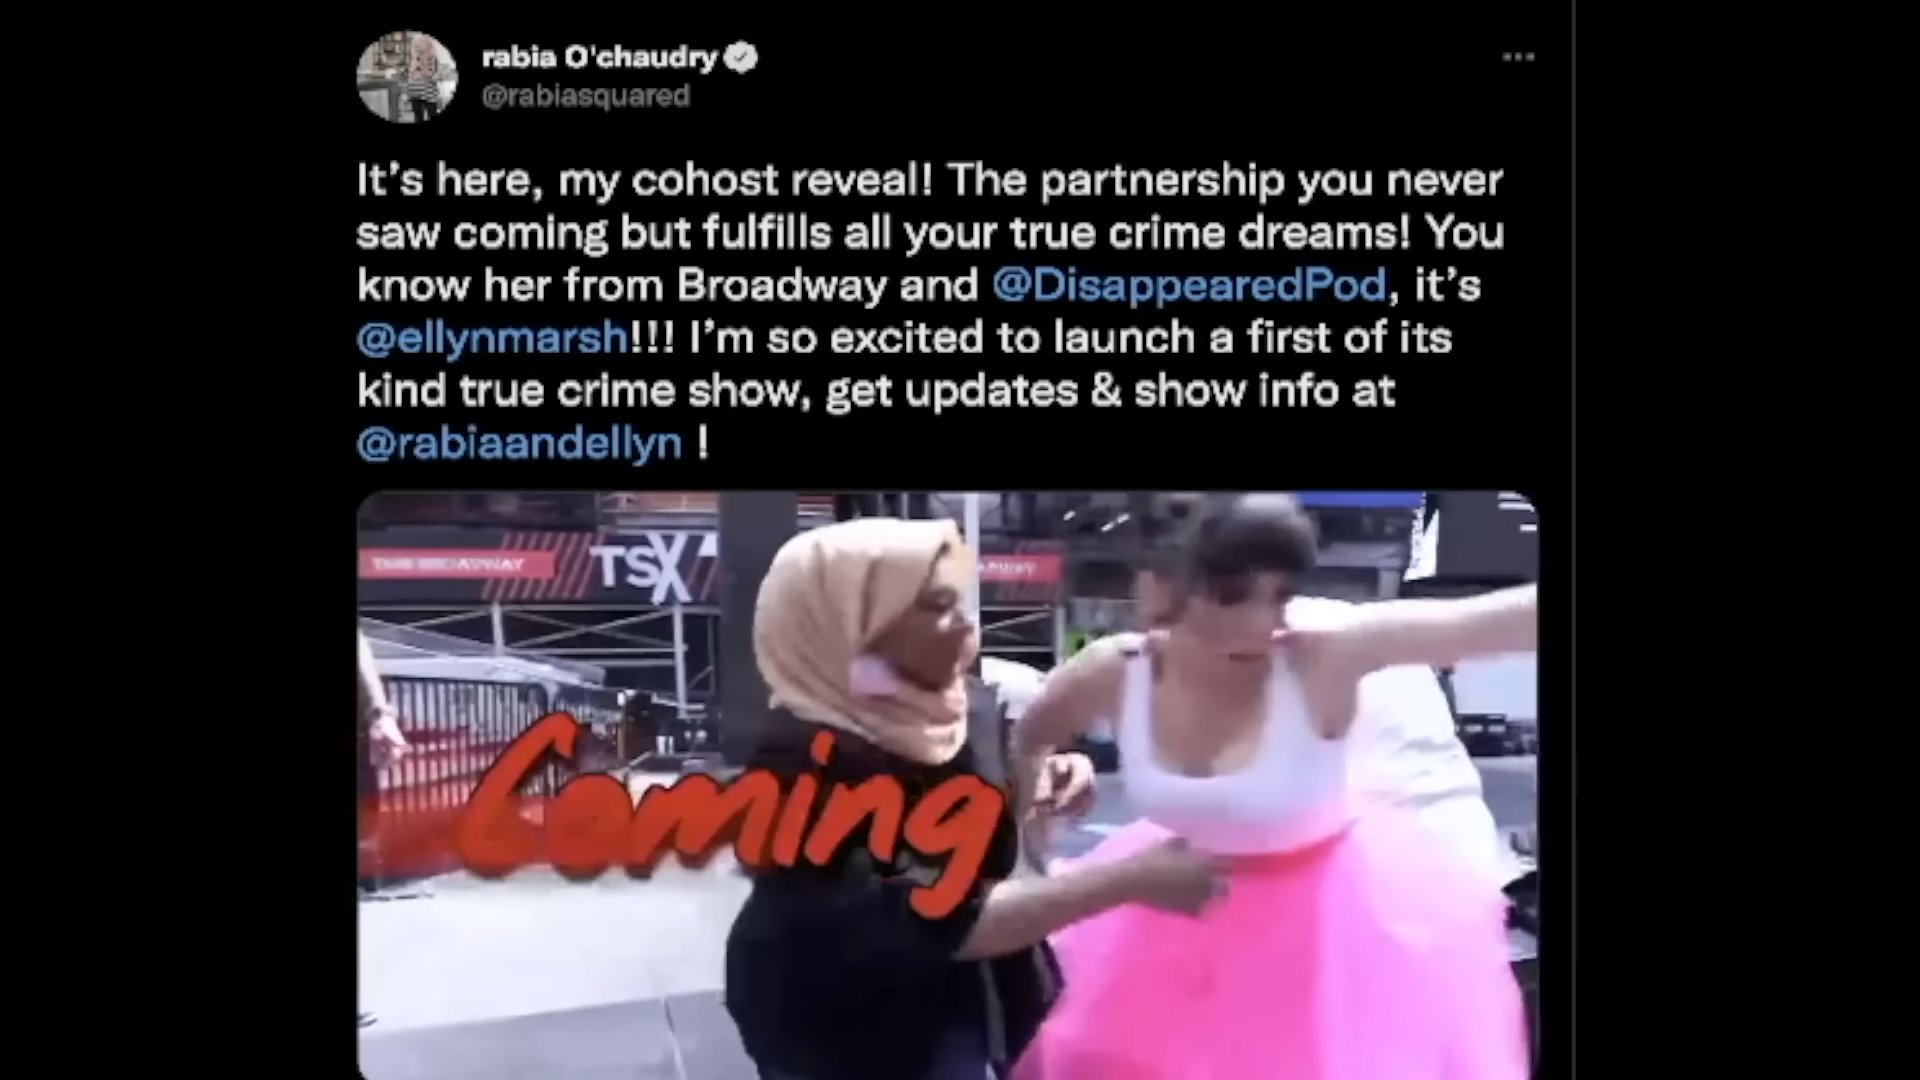 rabia O'chaudry
@rabiasquared
It's here, my cohost reveal! The partnership you never
saw coming but fulfills all your true crime dreams! You
know her from Broadway and @DisappearedPod, it's
@ellynmarsh!!! I'm so excited to launch a first of its
kind true crime show, get updates & show info at
@rabiaandellyn !
TSX
Coming